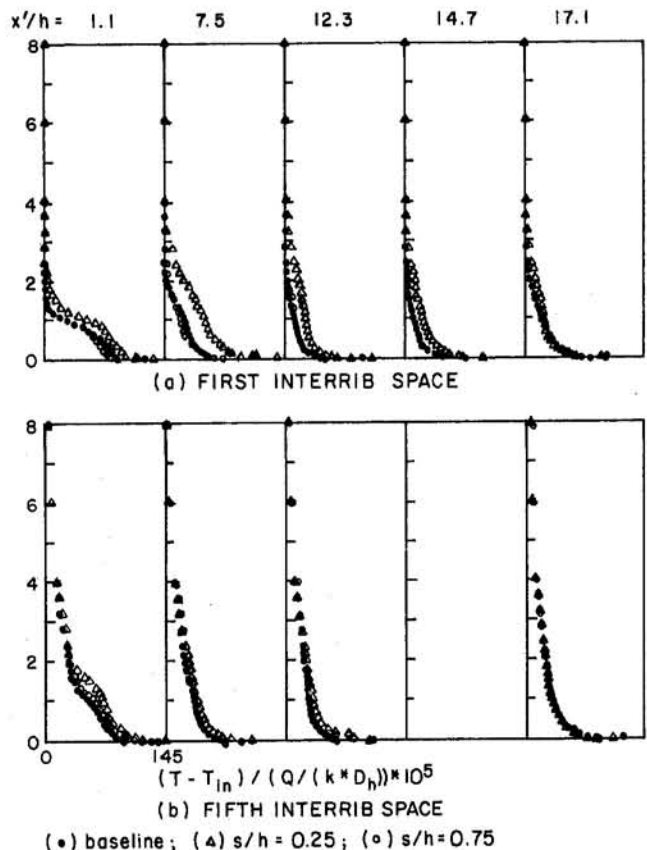 x'/h = 1.1 7.5 12.3 14.7 17.1
8
6
4
2
0
(a) FIRST INTERRIB SPACE
8
6
4
2
0
0 145
(T - T_In) / (Q / (k * D_h)) * 10^5
(b) FIFTH INTERRIB SPACE
(•) baseline; (△) s/h = 0.25; (○) s/h = 0.75